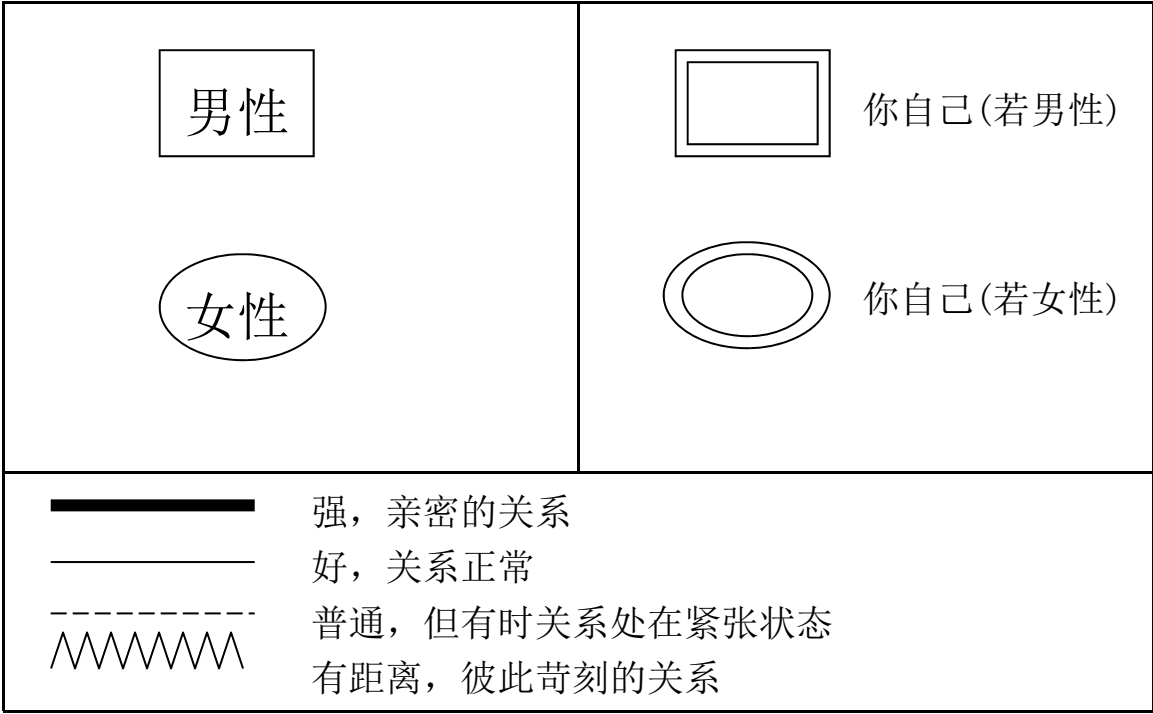 男性
你自己(若男性)
女性
你自己(若女性)
强，亲密的关系
好，关系正常
普通，但有时关系处在紧张状态
有距离，彼此苛刻的关系